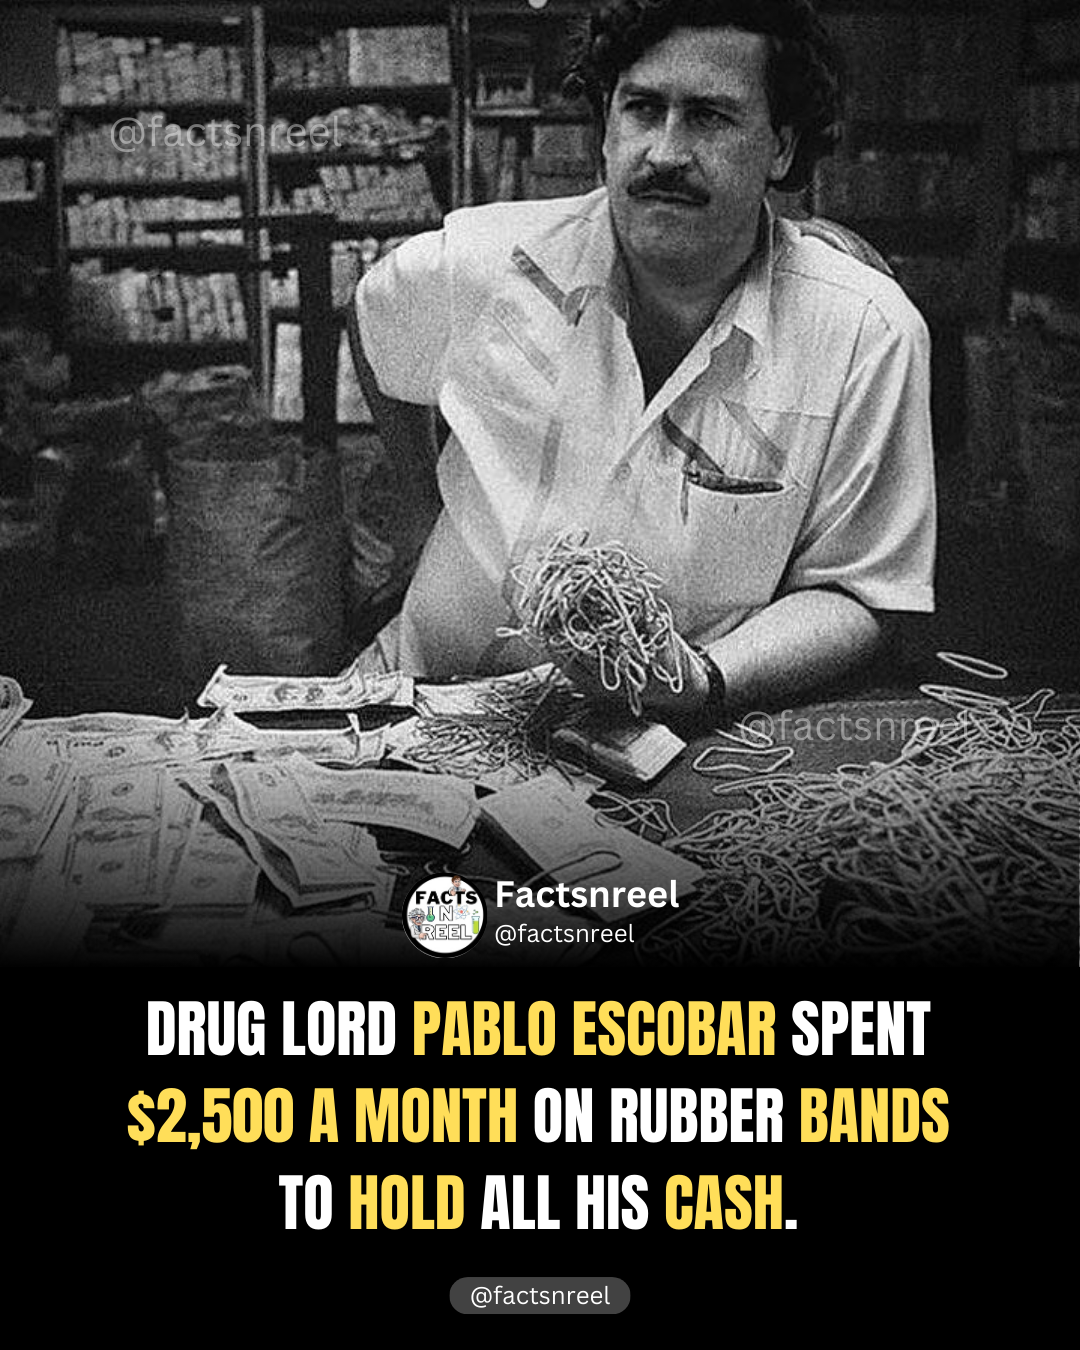 @factsnreel
@factsnreel
FACTS
IN
REEL
Factsnreel
@factsnreel
DRUG LORD PABLO ESCOBAR SPENT
$2,500 A MONTH ON RUBBER BANDS
TO HOLD ALL HIS CASH.
@factsnreel